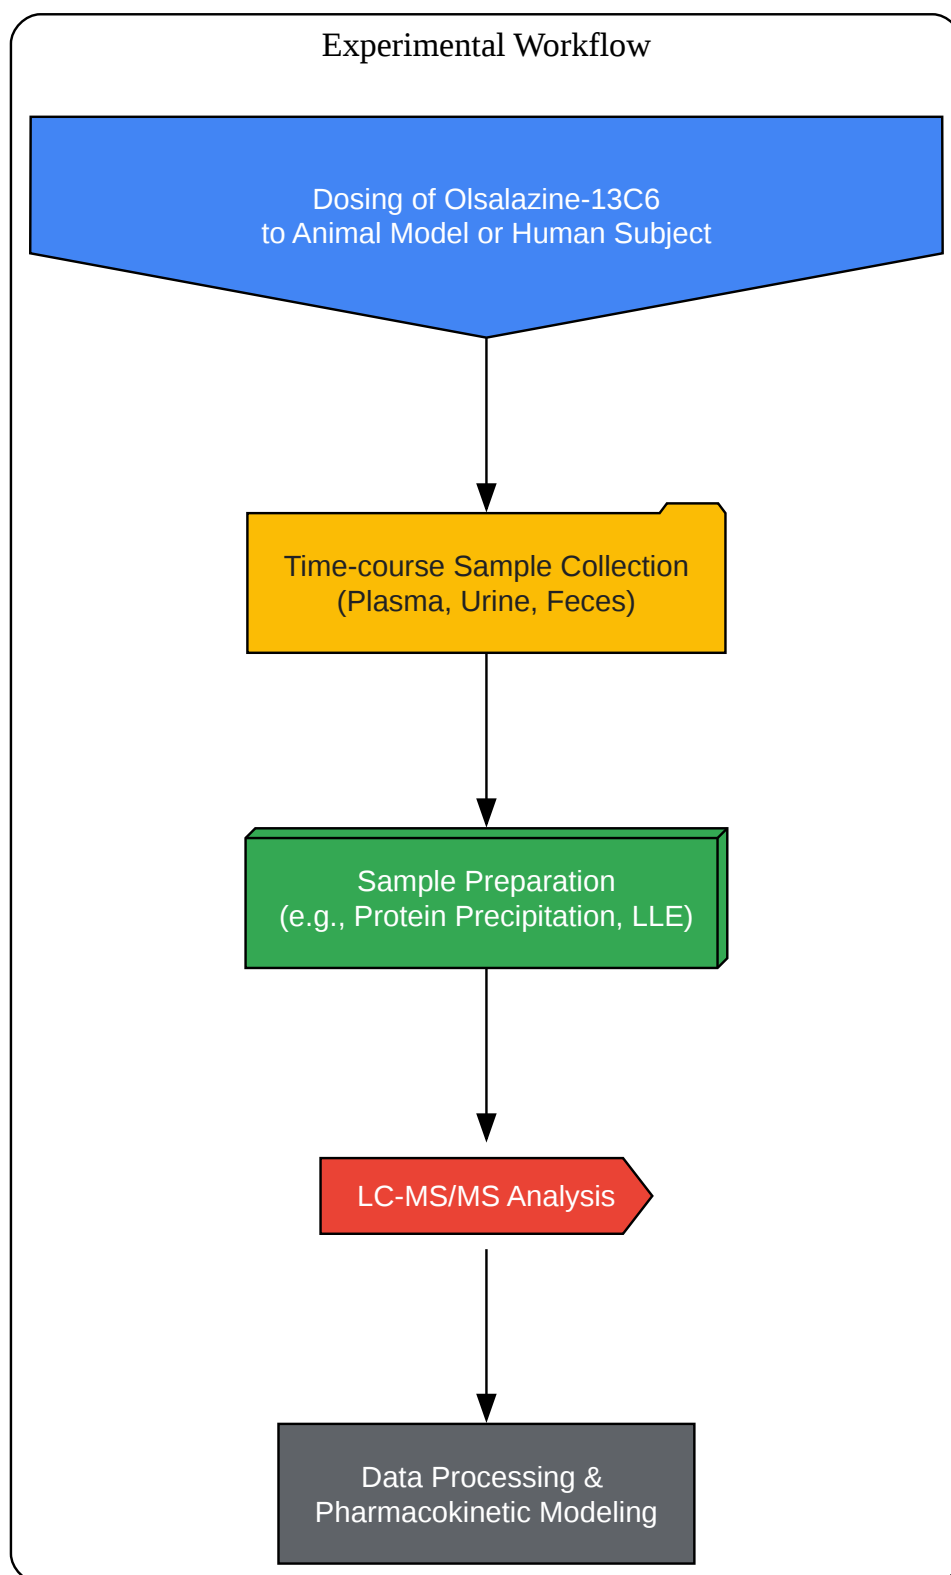 Experimental Workflow
Dosing of Olsalazine-13C6
to Animal Model or Human Subject
Time-course Sample Collection
(Plasma, Urine, Feces)
Sample Preparation
(e.g., Protein Precipitation, LLE)
LC-MS/MS Analysis
Data Processing &
Pharmacokinetic Modeling